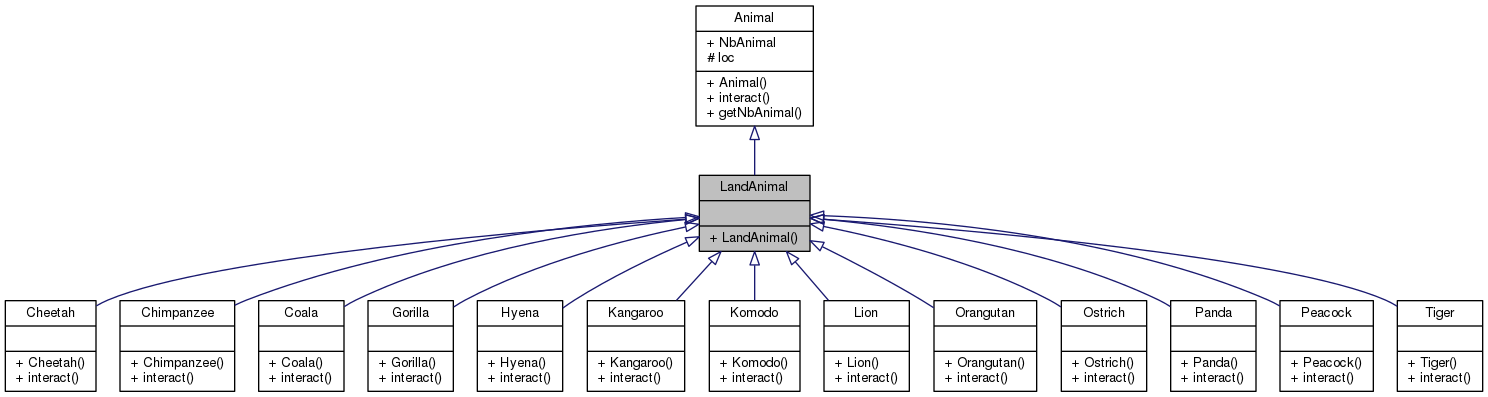 Animal
+ NbAnimal
# loc
+ Animal()
+ interact()
+ getNbAnimal()
LandAnimal
+ LandAnimal()
Cheetah
+ Cheetah()
+ interact()
Chimpanzee
+ Chimpanzee()
+ interact()
Coala
+ Coala()
+ interact()
Gorilla
+ Gorilla()
+ interact()
Hyena
+ Hyena()
+ interact()
Kangaroo
+ Kangaroo()
+ interact()
Komodo
+ Komodo()
+ interact()
Lion
+ Lion()
+ interact()
Orangutan
+ Orangutan()
+ interact()
Ostrich
+ Ostrich()
+ interact()
Panda
+ Panda()
+ interact()
Peacock
+ Peacock()
+ interact()
Tiger
+ Tiger()
+ interact()